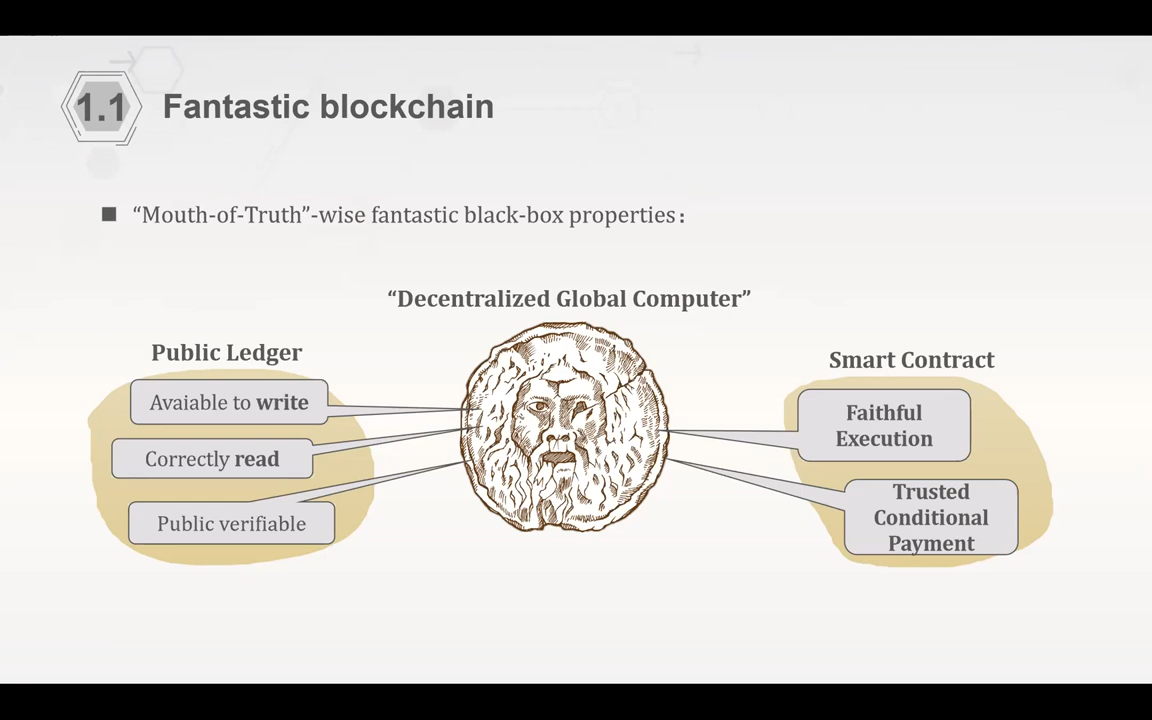 1.1 Fantastic blockchain
■ “Mouth-of-Truth”-wise fantastic black-box properties：
“Decentralized Global Computer”
Public Ledger
Avaiable to write
Correctly read
Public verifiable
Smart Contract
Faithful
Execution
Trusted
Conditional
Payment